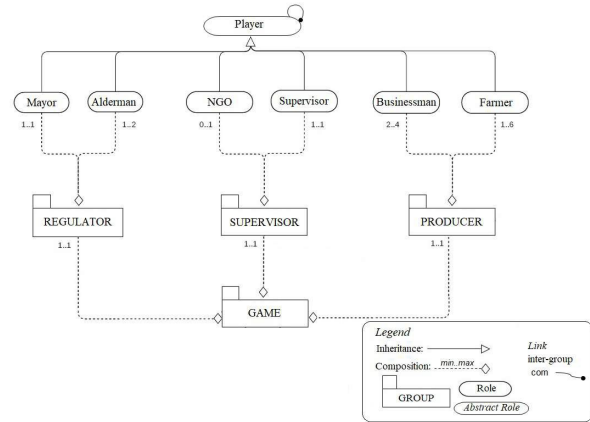 Player
Mayor
Alderman
NGO
Supervisor
Businessman
Farmer
1..1
1..2
0..1
1..1
2..4
1..6
REGULATOR
SUPERVISOR
PRODUCER
1..1
1..1
1..1
GAME
Legend
Inheritance:
Composition:
min..max
GROUP
Role
Abstract Role
Link
inter-group
com